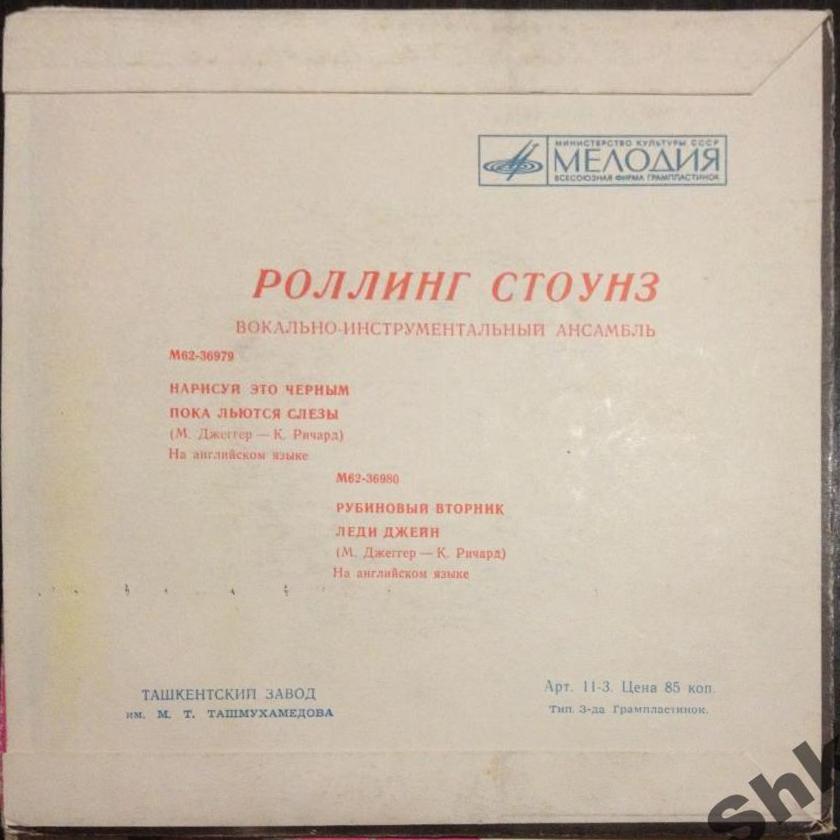 МИНИСТЕРСТВО КУЛЬТУРЫ СССР
МЕЛОДИЯ
ВСЕСОЮЗНАЯ ФИРМА ГРАМПЛАСТИНОК
РОЛЛИНГ СТОУНЗ
ВОКАЛЬНО-ИНСТРУМЕНТАЛЬНЫЙ АНСАМБЛЬ
М62-36979
НАРИСУЙ ЭТО ЧЕРНЫМ
ПОКА ЛЬЮТСЯ СЛЕЗЫ
(М. Джеггер — К. Ричард)
На английском языке
М62-36980
РУБИНОВЫЙ ВТОРНИК
ЛЕДИ ДЖЕЙН
(М. Джеггер — К. Ричард)
На английском языке
ТАШКЕНТСКИЙ ЗАВОД
им. М. Т. ТАШМУХАМЕДОВА
Арт. 11-3. Цена 85 коп.
Тип. 3-да Грампластинок.